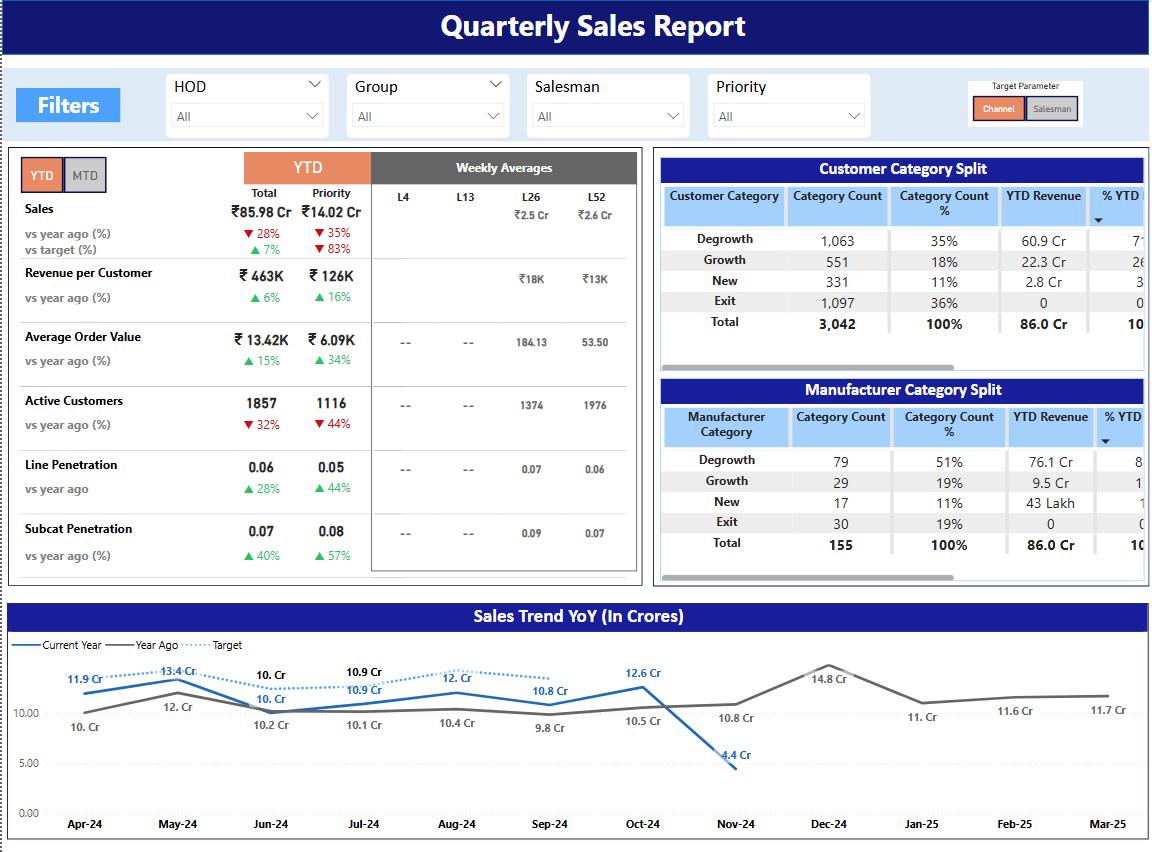 Quarterly Sales Report
Filters
HOD
All
Group
All
Salesman
All
Priority
All
Target Parameter
Channel Salesman
YTD MTD
YTD Weekly Averages
Total Priority L4 L13 L26 L52
Sales ₹85.98 Cr ₹14.02 Cr ₹2.5 Cr ₹2.6 Cr
vs year ago (%) ▼ 28% ▼ 35%
vs target (%) ▲ 7% ▼ 83%
Revenue per Customer ₹ 463K ₹ 126K ₹18K ₹13K
vs year ago (%) ▲ 6% ▲ 16%
Average Order Value ₹ 13.42K ₹ 6.09K -- -- 184.13 53.50
vs year ago (%) ▲ 15% ▲ 34%
Active Customers 1857 1116 -- -- 1374 1976
vs year ago (%) ▼ 32% ▼ 44%
Line Penetration 0.06 0.05 -- -- 0.07 0.06
vs year ago ▲ 28% ▲ 44%
Subcat Penetration 0.07 0.08 -- -- 0.09 0.07
vs year ago (%) ▲ 40% ▲ 57%
Customer Category Split
Customer Category Category Count Category Count % YTD Revenue % YTD
Degrowth 1,063 35% 60.9 Cr 71
Growth 551 18% 22.3 Cr 26
New 331 11% 2.8 Cr 3
Exit 1,097 36% 0 0
Total 3,042 100% 86.0 Cr 10
Manufacturer Category Split
Manufacturer Category Category Count Category Count % YTD Revenue % YTD
Degrowth 79 51% 76.1 Cr 8
Growth 29 19% 9.5 Cr 1
New 17 11% 43 Lakh
Exit 30 19% 0
Total 155 100% 86.0 Cr 10
Sales Trend YoY (In Crores)
Current Year Year Ago Target
11.9 Cr 13.4 Cr 10. Cr 10.9 Cr 12. Cr 10.8 Cr 12.6 Cr 4.4 Cr
10. Cr 10.9 Cr
10. Cr 12. Cr 10.2 Cr 10.1 Cr 10.4 Cr 9.8 Cr 10.5 Cr 10.8 Cr 14.8 Cr 11. Cr 11.6 Cr 11.7 Cr
10.00
5.00
0.00
Apr-24 May-24 Jun-24 Jul-24 Aug-24 Sep-24 Oct-24 Nov-24 Dec-24 Jan-25 Feb-25 Mar-25